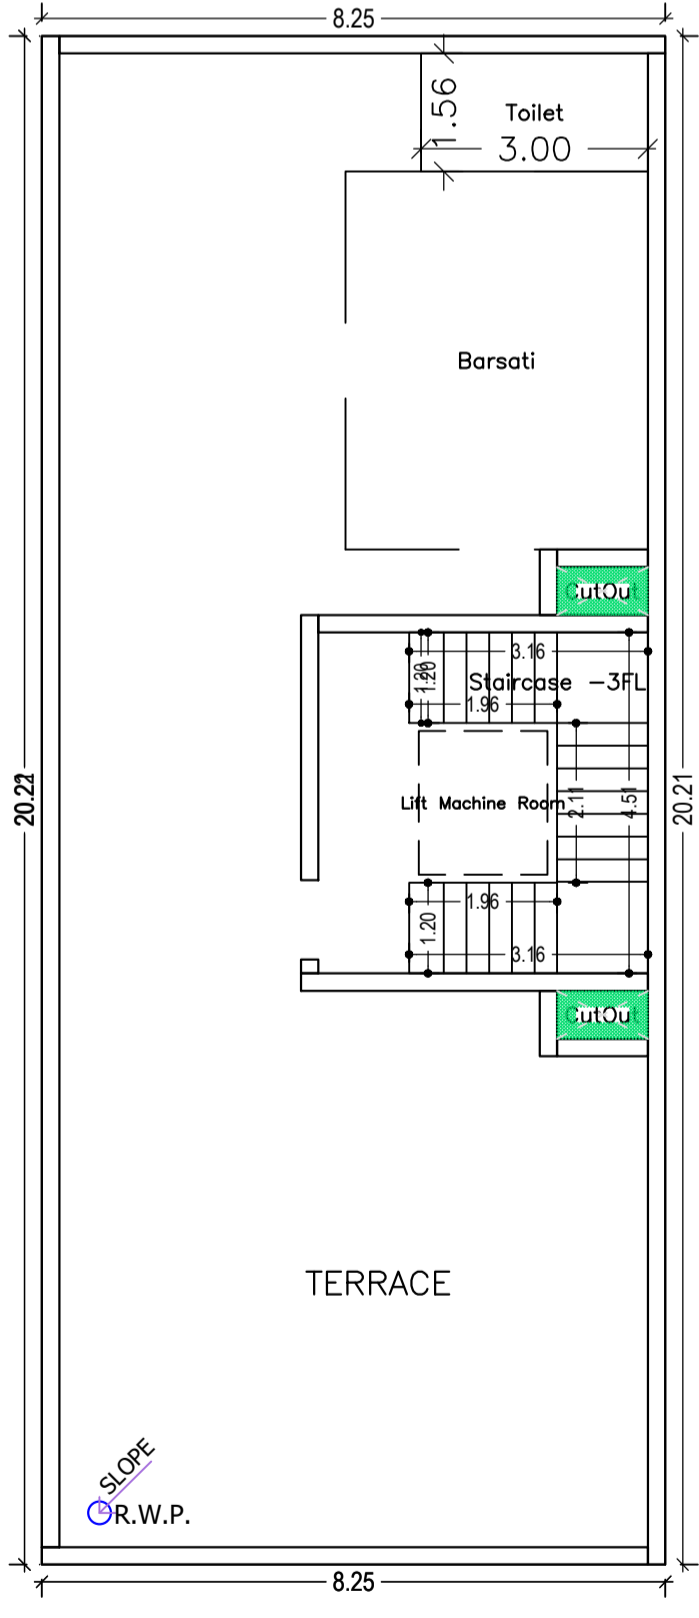 8.25
1.56
Toilet
3.00
Barsati
CutOut
3.16
1.20
1.20
Staircase -3FL
1.96
20.21
Lift Machine Room
2.11
4.51
1.96
1.20
3.16
CutOut
TERRACE
SLOPE
R.W.P.
8.25